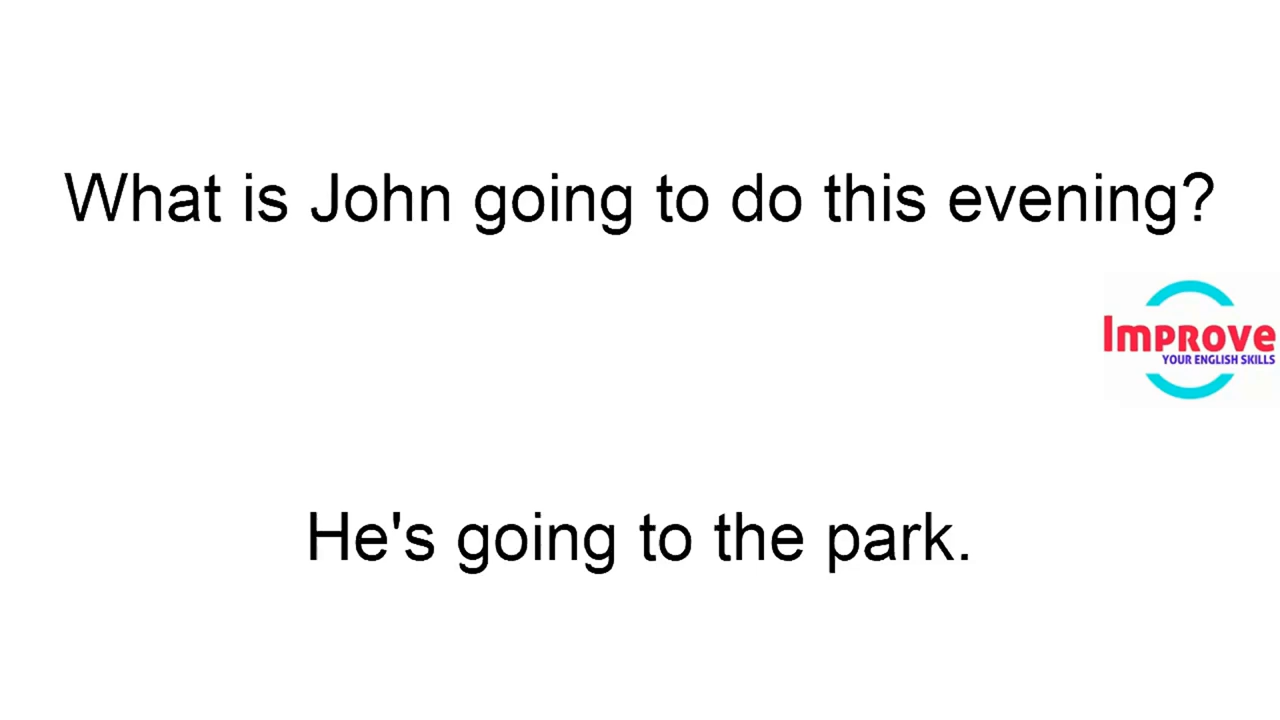 What is John going to do this evening?
Improve
YOUR ENGLISH SKILLS
He's going to the park.